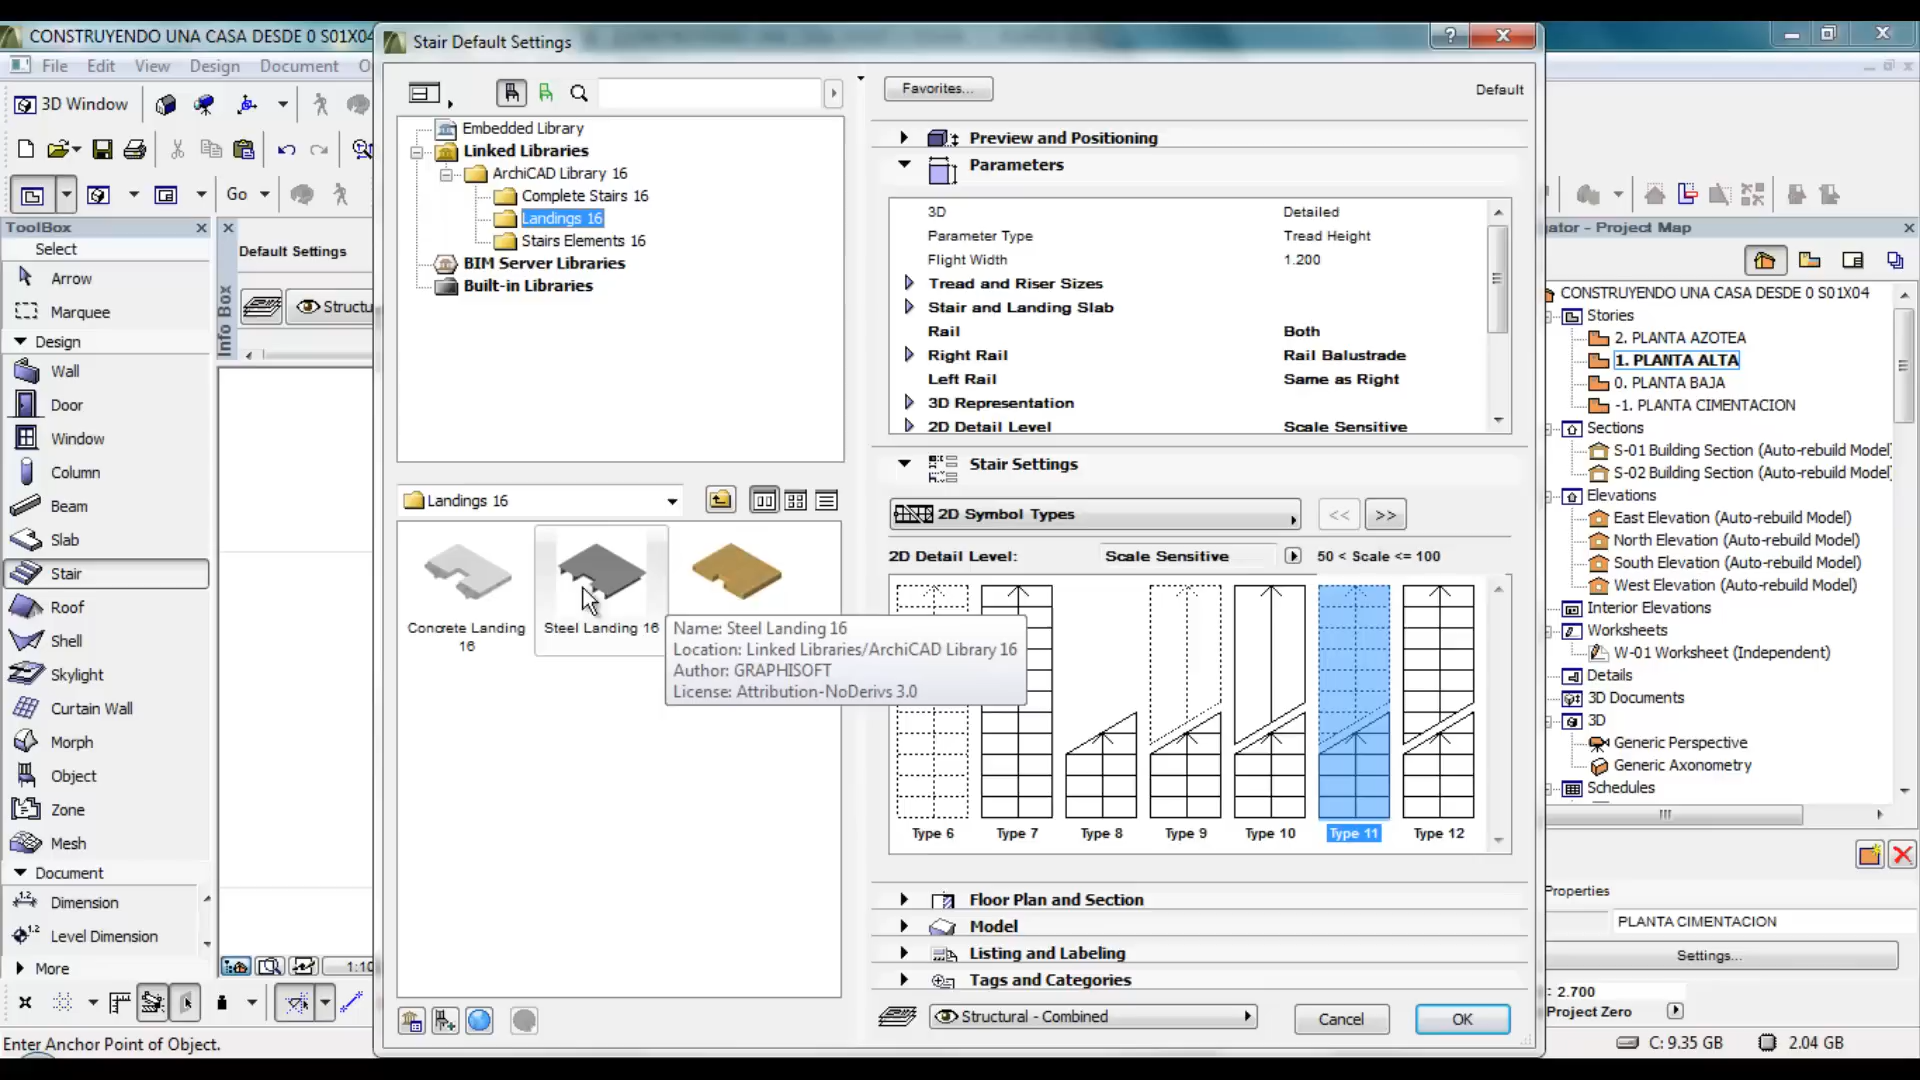 CONSTRUYENDO UNA CASA DESDE 0 S01X04
File Edit View Design Document O
3D Window
Go
ToolBox
Select
Arrow
Marquee
Design
Wall
Door
Window
Column
Beam
Slab
Stair
Roof
Shell
Skylight
Curtain Wall
Morph
Object
Zone
Mesh
Document
Dimension
1.2
Level Dimension
More
Enter Anchor Point of Object.
Info Box
Default Settings
Structu
1:10
Stair Default Settings
Embedded Library
Linked Libraries
ArchiCAD Library 16
Complete Stairs 16
Landings 16
Stairs Elements 16
BIM Server Libraries
Built-in Libraries
Landings 16
Concrete Landing 16
Steel Landing 16
Name: Steel Landing 16
Location: Linked Libraries/ArchiCAD Library 16
Author: GRAPHISOFT
License: Attribution-NoDerivs 3.0
Favorites...
Default
Preview and Positioning
Parameters
3D Detailed
Parameter Type Tread Height
Flight Width 1.200
Tread and Riser Sizes
Stair and Landing Slab
Rail Both
Right Rail Rail Balustrade
Left Rail Same as Right
3D Representation
2D Detail Level Scale Sensitive
Stair Settings
2D Symbol Types
<< >>
2D Detail Level: Scale Sensitive 50 < Scale <= 100
Type 6 Type 7 Type 8 Type 9 Type 10 Type 11 Type 12
Floor Plan and Section
Model
Listing and Labeling
Tags and Categories
Structural - Combined
Cancel
OK
ator - Project Map
CONSTRUYENDO UNA CASA DESDE 0 S01X04
Stories
2. PLANTA AZOTEA
1. PLANTA ALTA
0. PLANTA BAJA
-1. PLANTA CIMENTACION
Sections
S-01 Building Section (Auto-rebuild Model)
S-02 Building Section (Auto-rebuild Model)
Elevations
East Elevation (Auto-rebuild Model)
North Elevation (Auto-rebuild Model)
South Elevation (Auto-rebuild Model)
West Elevation (Auto-rebuild Model)
Interior Elevations
Worksheets
W-01 Worksheet (Independent)
Details
3D Documents
3D
Generic Perspective
Generic Axonometry
Schedules
Properties
PLANTA CIMENTACION
Settings...
: 2.700
Project Zero
C: 9.35 GB 2.04 GB